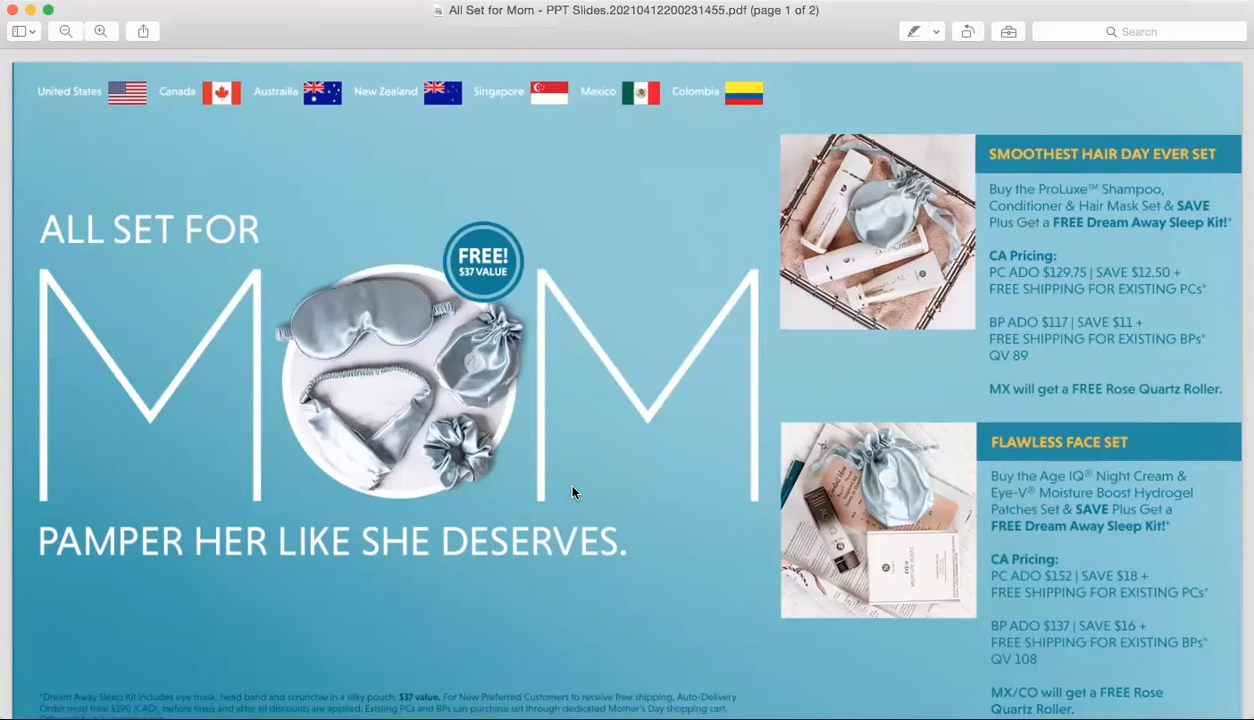 All Set for Mom - PPT Slides.20210412200231455.pdf (page 1 of 2)
Search
United States Canada Austrailia New Zealand Singapore Mexico Colombia
ALL SET FOR
MOM
FREE!
$37 VALUE
PAMPER HER LIKE SHE DESERVES.
*Dream Away Sleep Kit includes eye mask, head band and scrunchie in a silky pouch. $37 value. For New Preferred Customers to receive free shipping, Auto-Delivery
Order must total $290 (CAD), before taxes and after all discounts are applied. Existing PCs and BPs can purchase set through dedicated Mother's Day shopping cart.
SMOOTHEST HAIR DAY EVER SET
Buy the ProLuxe™ Shampoo,
Conditioner & Hair Mask Set & SAVE
Plus Get a FREE Dream Away Sleep Kit!*
CA Pricing:
PC ADO $129.75 | SAVE $12.50 +
FREE SHIPPING FOR EXISTING PCs*
BP ADO $117 | SAVE $11 +
FREE SHIPPING FOR EXISTING BPs*
QV 89
MX will get a FREE Rose Quartz Roller.
FLAWLESS FACE SET
Buy the Age IQ® Night Cream &
Eye-V® Moisture Boost Hydrogel
Patches Set & SAVE Plus Get a
FREE Dream Away Sleep Kit!*
CA Pricing:
PC ADO $152 | SAVE $18 +
FREE SHIPPING FOR EXISTING PCs*
BP ADO $137 | SAVE $16 +
FREE SHIPPING FOR EXISTING BPs*
QV 108
MX/CO will get a FREE Rose
Quartz Roller.